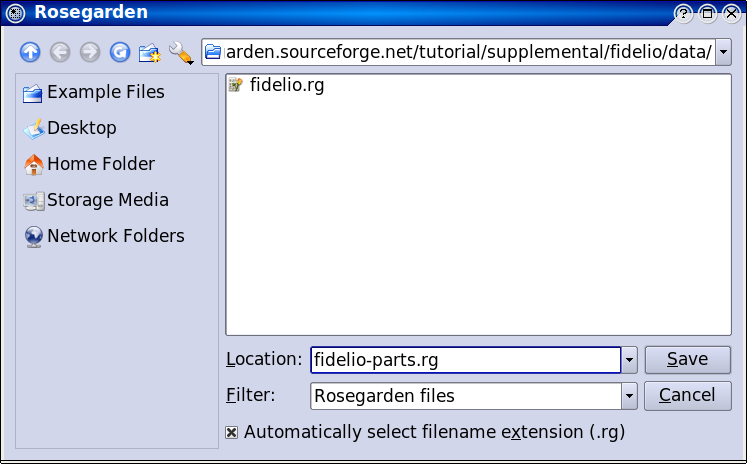 Rosegarden
arden.sourceforge.net/tutorial/supplemental/fidelio/data/
Example Files
Desktop
Home Folder
Storage Media
Network Folders
fidelio.rg
Location: fidelio-parts.rg Save
Filter: Rosegarden files Cancel
Automatically select filename extension (.rg)